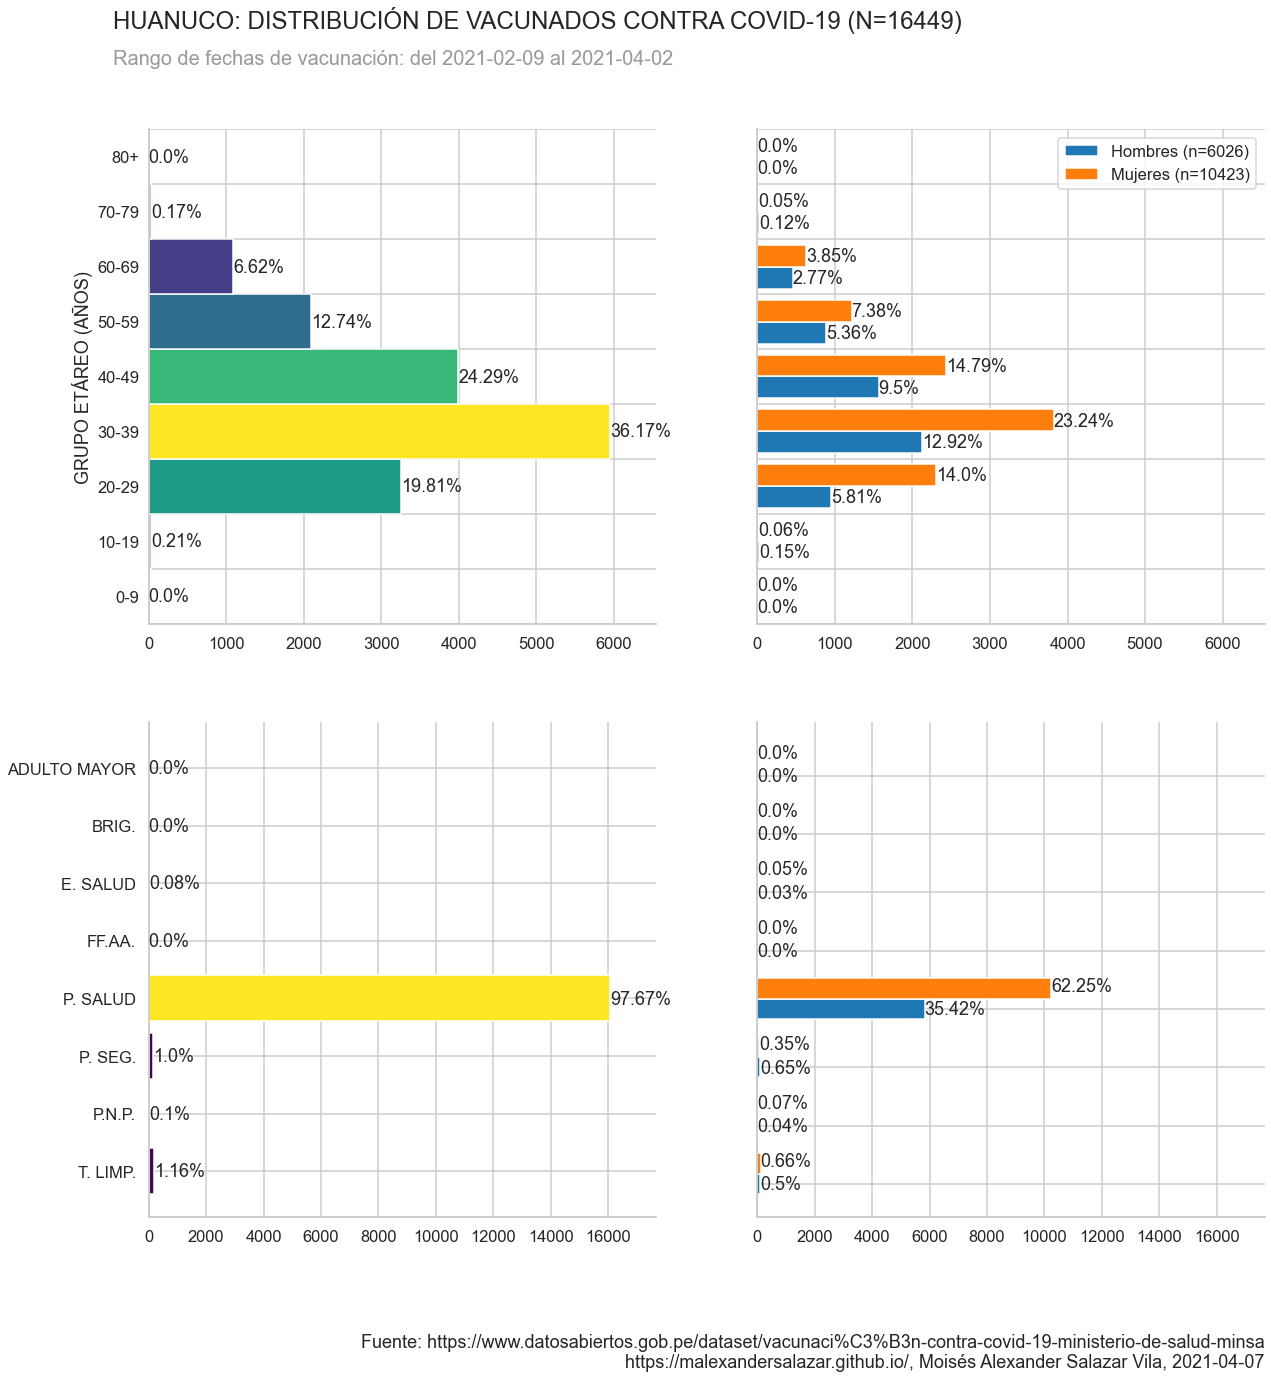 HUANUCO: DISTRIBUCIÓN DE VACUNADOS CONTRA COVID-19 (N=16449)
Rango de fechas de vacunación: del 2021-02-09 al 2021-04-02
GRUPO ETÁREO (AÑOS)
80+ 0.0%
70-79 0.17%
60-69 6.62%
50-59 12.74%
40-49 24.29%
30-39 36.17%
20-29 19.81%
10-19 0.21%
0-9 0.0%
0 1000 2000 3000 4000 5000 6000
Hombres (n=6026)
Mujeres (n=10423)
0.0%
0.0%
0.05%
0.12%
3.85%
2.77%
7.38%
5.36%
14.79%
9.5%
23.24%
12.92%
14.0%
5.81%
0.06%
0.15%
0.0%
0.0%
0 1000 2000 3000 4000 5000 6000
ADULTO MAYOR 0.0%
BRIG. 0.0%
E. SALUD 0.08%
FF.AA. 0.0%
P. SALUD 97.67%
P. SEG. 1.0%
P.N.P. 0.1%
T. LIMP. 1.16%
0 2000 4000 6000 8000 10000 12000 14000 16000
0.0%
0.0%
0.0%
0.0%
0.05%
0.03%
0.0%
0.0%
62.25%
35.42%
0.35%
0.65%
0.07%
0.04%
0.66%
0.5%
0 2000 4000 6000 8000 10000 12000 14000 16000
Fuente: https://www.datosabiertos.gob.pe/dataset/vacunaci%C3%B3n-contra-covid-19-ministerio-de-salud-minsa
https://malexandersalazar.github.io/, Moisés Alexander Salazar Vila, 2021-04-07